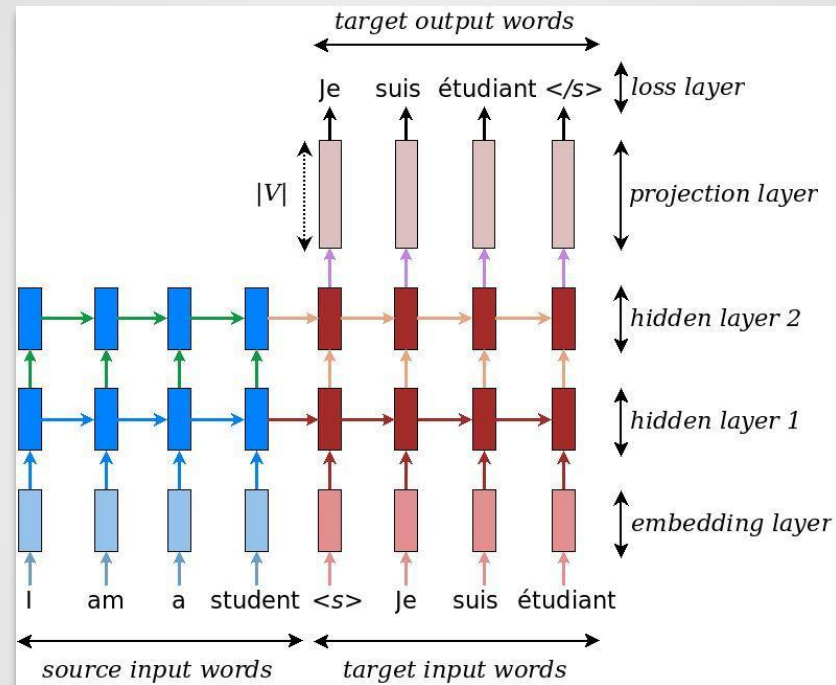 target output words
Je suis étudiant </s>
loss layer
|V|
projection layer
hidden layer 2
hidden layer 1
embedding layer
I am a student <s> Je suis étudiant
source input words
target input words